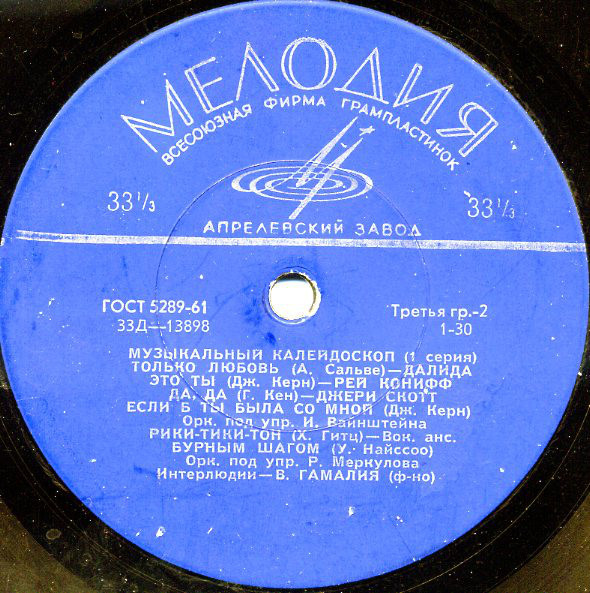 МЕЛОДИЯ
ВСЕСОЮЗНАЯ ФИРМА ГРАМПЛАСТИНОК
33⅓ 33⅓
АПРЕЛЕВСКИЙ ЗАВОД
ГОСТ 5289-61 Третья гр.-2
33Д—13898 1-30
МУЗЫКАЛЬНЫЙ КАЛЕЙДОСКОП (1 серия)
ТОЛЬКО ЛЮБОВЬ (А. Сальве)—ДАЛИДА
ЭТО ТЫ (Дж. Керн)—РЕЙ КОНИФФ
ДА, ДА (Г. Кен)—ДЖЕРИ СКОТТ
ЕСЛИ Б ТЫ БЫЛА СО МНОЙ (Дж. Керн)
Орк. под упр. И. Вайнштейна
РИКИ-ТИКИ-ТОН (Х. Гитц)—Вок. анс.
БУРНЫМ ШАГОМ (У. Найссоо)
Орк. под упр. Р. Меркулова
Интерлюдии—В. ГАМАЛИЯ (ф-но)